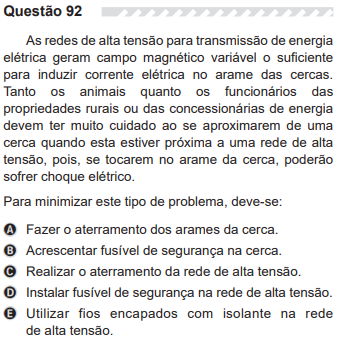 Questão 92
As redes de alta tensão para transmissão de energia
elétrica geram campo magnético variável o suficiente
para induzir corrente elétrica no arame das cercas.
Tanto os animais quanto os funcionários das
propriedades rurais ou das concessionárias de energia
devem ter muito cuidado ao se aproximarem de uma
cerca quando esta estiver próxima a uma rede de alta
tensão, pois, se tocarem no arame da cerca, poderão
sofrer choque elétrico.
Para minimizar este tipo de problema, deve-se:
A Fazer o aterramento dos arames da cerca.
B Acrescentar fusível de segurança na cerca.
C Realizar o aterramento da rede de alta tensão.
D Instalar fusível de segurança na rede de alta tensão.
E Utilizar fios encapados com isolante na rede
de alta tensão.